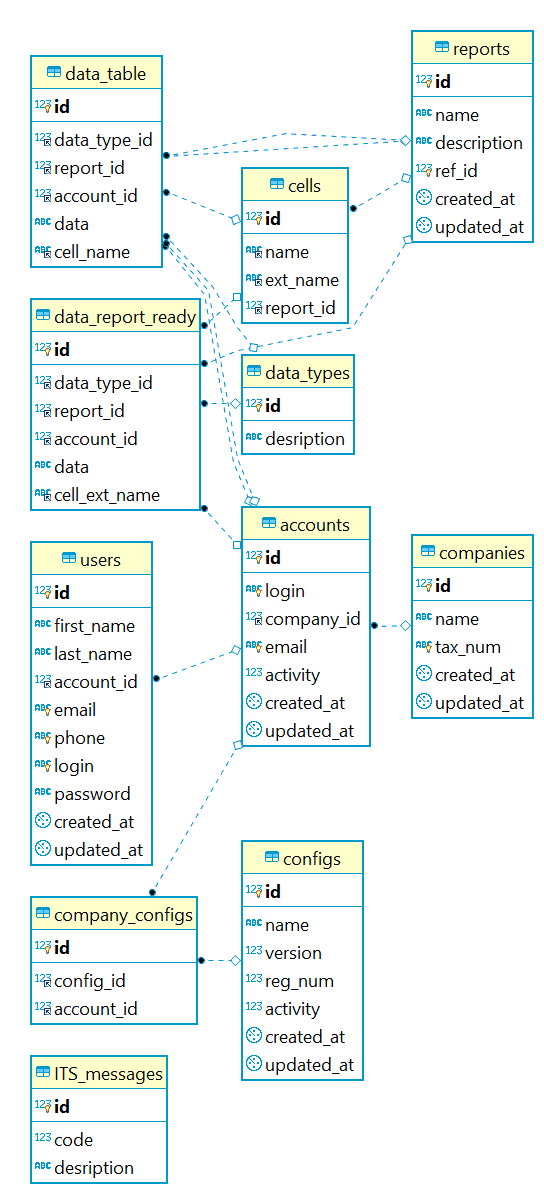 data_table
id
data_type_id
report_id
account_id
data
cell_name
reports
id
name
description
ref_id
created_at
updated_at
cells
id
name
ext_name
report_id
data_report_ready
id
data_type_id
report_id
account_id
data
cell_ext_name
data_types
id
desription
accounts
id
login
company_id
email
activity
created_at
updated_at
companies
id
name
tax_num
created_at
updated_at
users
id
first_name
last_name
account_id
email
phone
login
password
created_at
updated_at
configs
id
name
version
reg_num
activity
created_at
updated_at
company_configs
id
config_id
account_id
ITS_messages
id
code
desription